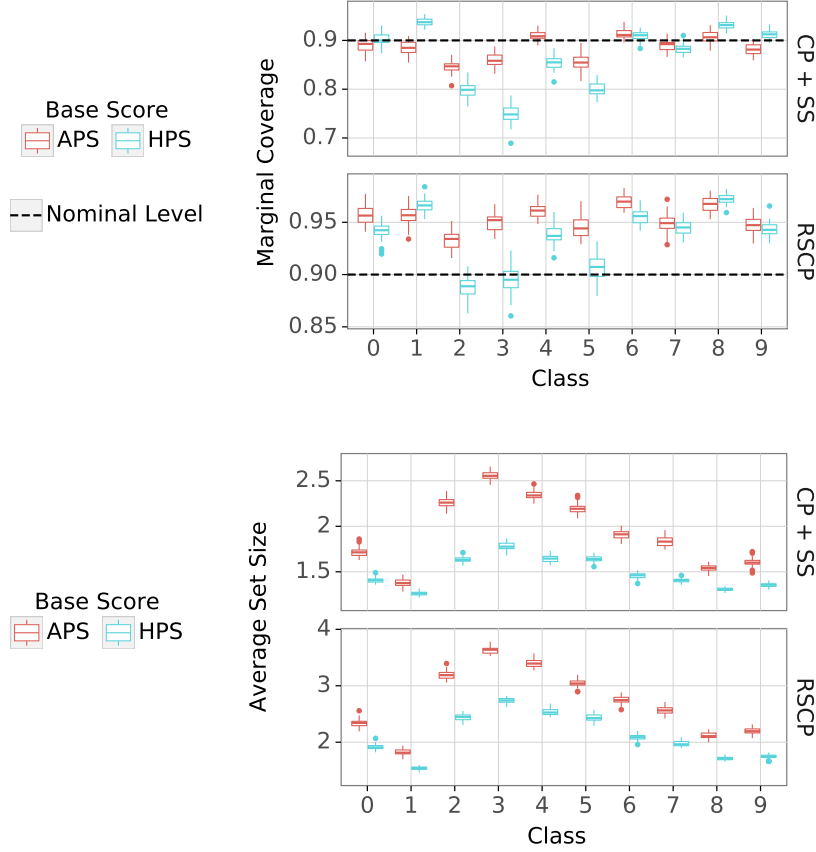 Base Score
APS HPS
Nominal Level
Marginal Coverage
0.9
0.8
0.7
CP + SS
0.95
0.90
0.85
RSCP
0 1 2 3 4 5 6 7 8 9
Class
Base Score
APS HPS
Average Set Size
2.5
2
1.5
CP + SS
4
3
2
RSCP
0 1 2 3 4 5 6 7 8 9
Class